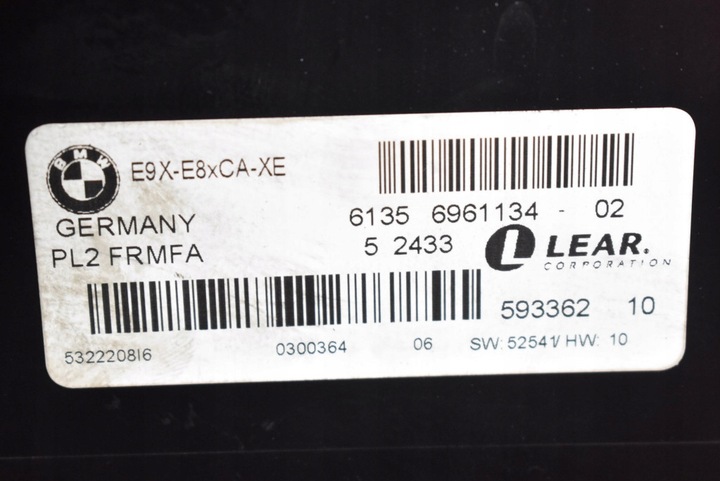 BMW
E9X-E8xCA-XE
GERMANY
6135 6961134 - 02
PL2 FRMFA
5 2433
LEAR.
CORPORATION
593362 10
532220816 0300364 06 SW: 52541/ HW: 10